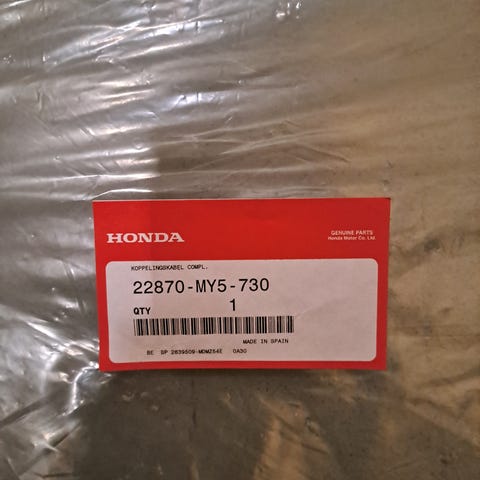 HONDA
GENUINE PARTS
Honda Motor Co., Ltd.
KOPPELINGSKABEL COMPL.
22870-MY5-730
QTY 1
MADE IN SPAIN
BE SP 2639509-MDMZ54E 0A30